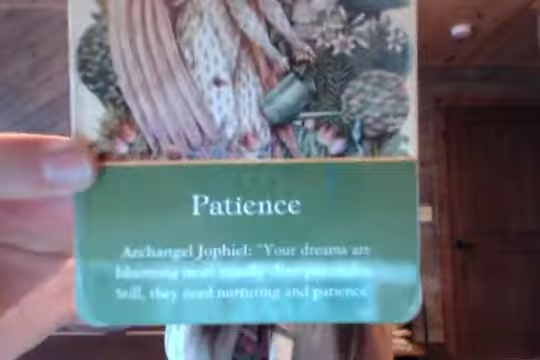 Patience
Archangel Jophiel: "Your dreams are
blooming
Still, they need nurturing and patience